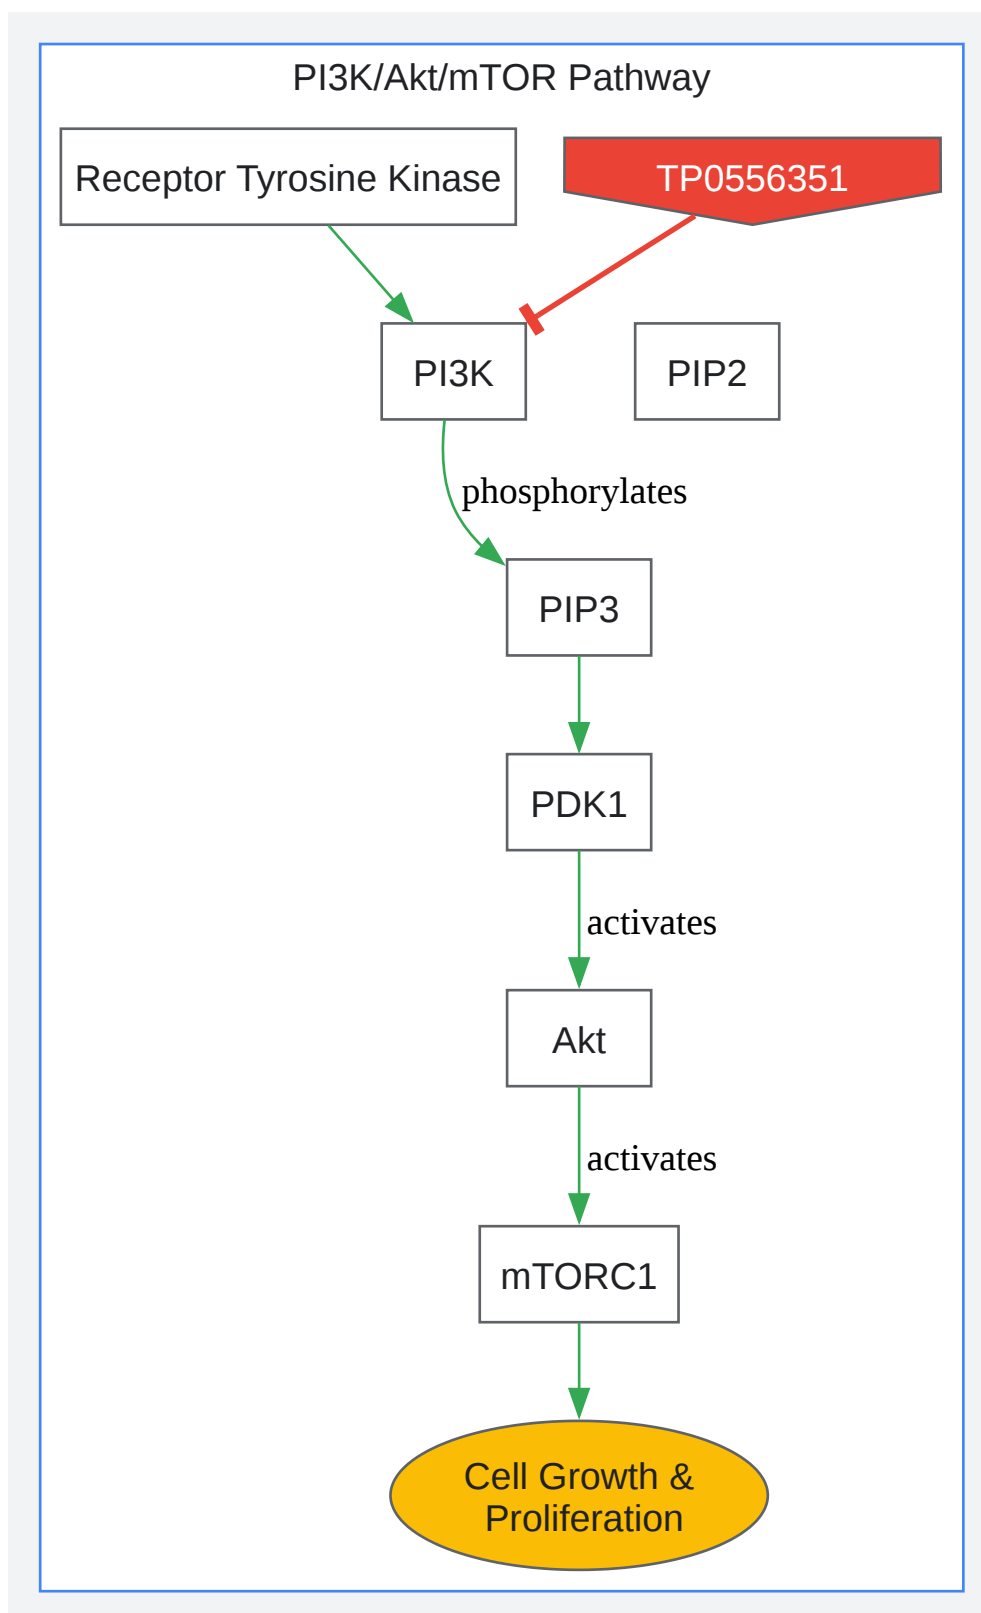 PI3K/Akt/mTOR Pathway
Receptor Tyrosine Kinase
TP0556351
PI3K
PIP2
phosphorylates
PIP3
PDK1
activates
Akt
activates
mTORC1
Cell Growth &
Proliferation